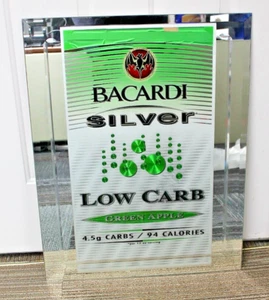 BACARDI
SILVER
LOW CARB
GREEN APPLE
4.5g CARBS / 94 CALORIES